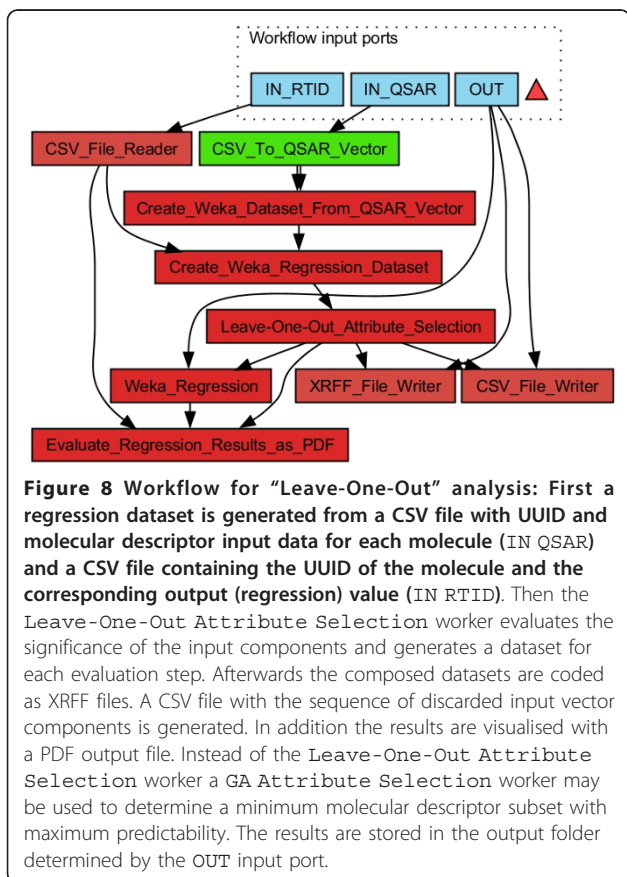 Workflow input ports
IN_RTID IN_QSAR OUT
CSV_File_Reader CSV_To_QSAR_Vector
Create_Weka_Dataset_From_QSAR_Vector
Create_Weka_Regression_Dataset
Leave-One-Out_Attribute_Selection
Weka_Regression XRFF_File_Writer CSV_File_Writer
Evaluate_Regression_Results_as_PDF
Figure 8 Workflow for “Leave-One-Out” analysis: First a
regression dataset is generated from a CSV file with UUID and
molecular descriptor input data for each molecule (IN QSAR)
and a CSV file containing the UUID of the molecule and the
corresponding output (regression) value (IN RTID). Then the
Leave-One-Out Attribute Selection worker evaluates the
significance of the input components and generates a dataset for
each evaluation step. Afterwards the composed datasets are coded
as XRFF files. A CSV file with the sequence of discarded input vector
components is generated. In addition the results are visualised with
a PDF output file. Instead of the Leave-One-Out Attribute
Selection worker a GA Attribute Selection worker may
be used to determine a minimum molecular descriptor subset with
maximum predictability. The results are stored in the output folder
determined by the OUT input port.